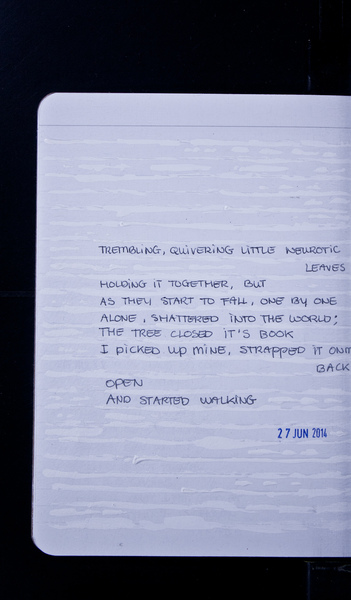 TREMBLING, QUIVERING LITTLE NEUROTIC
LEAVES
HOLDING IT TOGETHER, BUT
AS THEY START TO FALL, ONE BY ONE
ALONE, SHATTERED INTO THE WORLD;
THE TREE CLOSED IT'S BOOK
I PICKED UP MINE, STRAPPED IT
BACK
OPEN
AND STARTED WALKING
27 JUN 2014